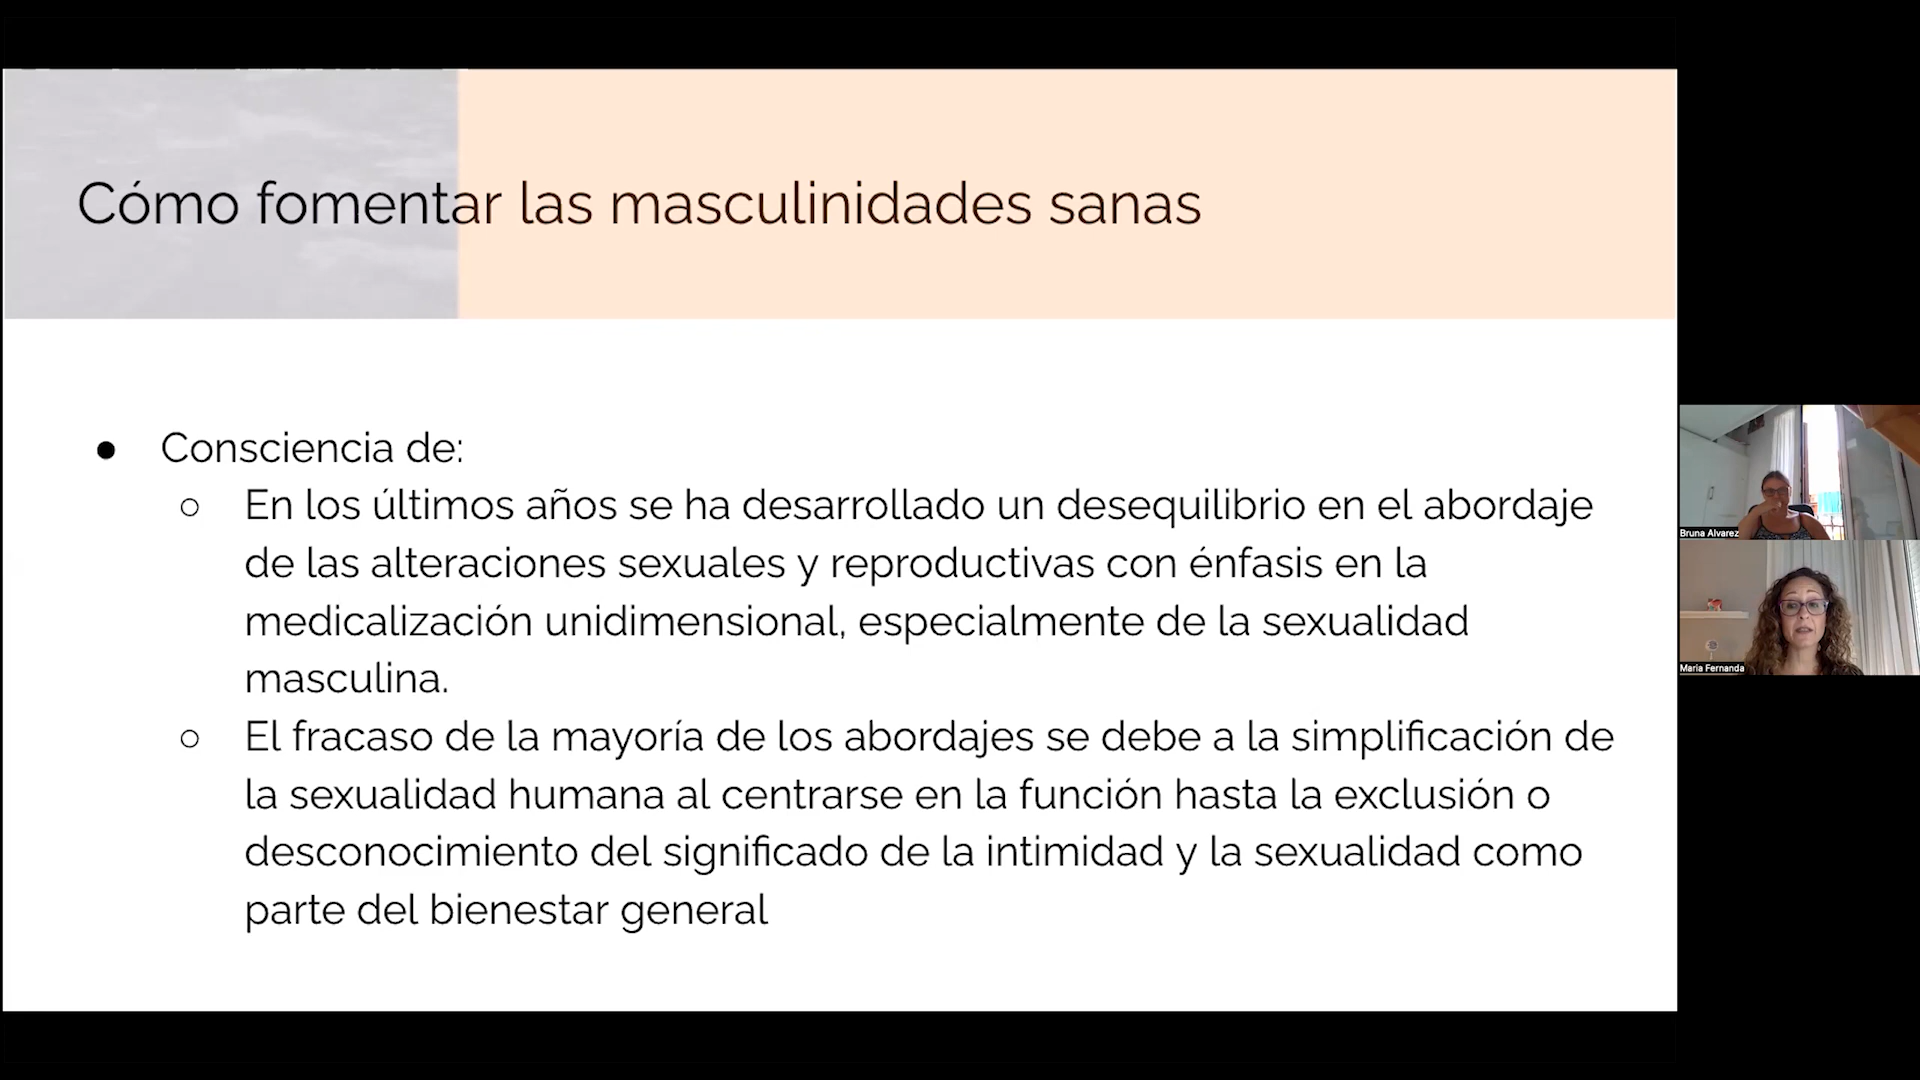 Cómo fomentar las masculinidades sanas
● Consciencia de:
○ En los últimos años se ha desarrollado un desequilibrio en el abordaje
de las alteraciones sexuales y reproductivas con énfasis en la
medicalización unidimensional, especialmente de la sexualidad
masculina.
○ El fracaso de la mayoría de los abordajes se debe a la simplificación de
la sexualidad humana al centrarse en la función hasta la exclusión o
desconocimiento del significado de la intimidad y la sexualidad como
parte del bienestar general
Bruna Alvarez
Maria Fernanda